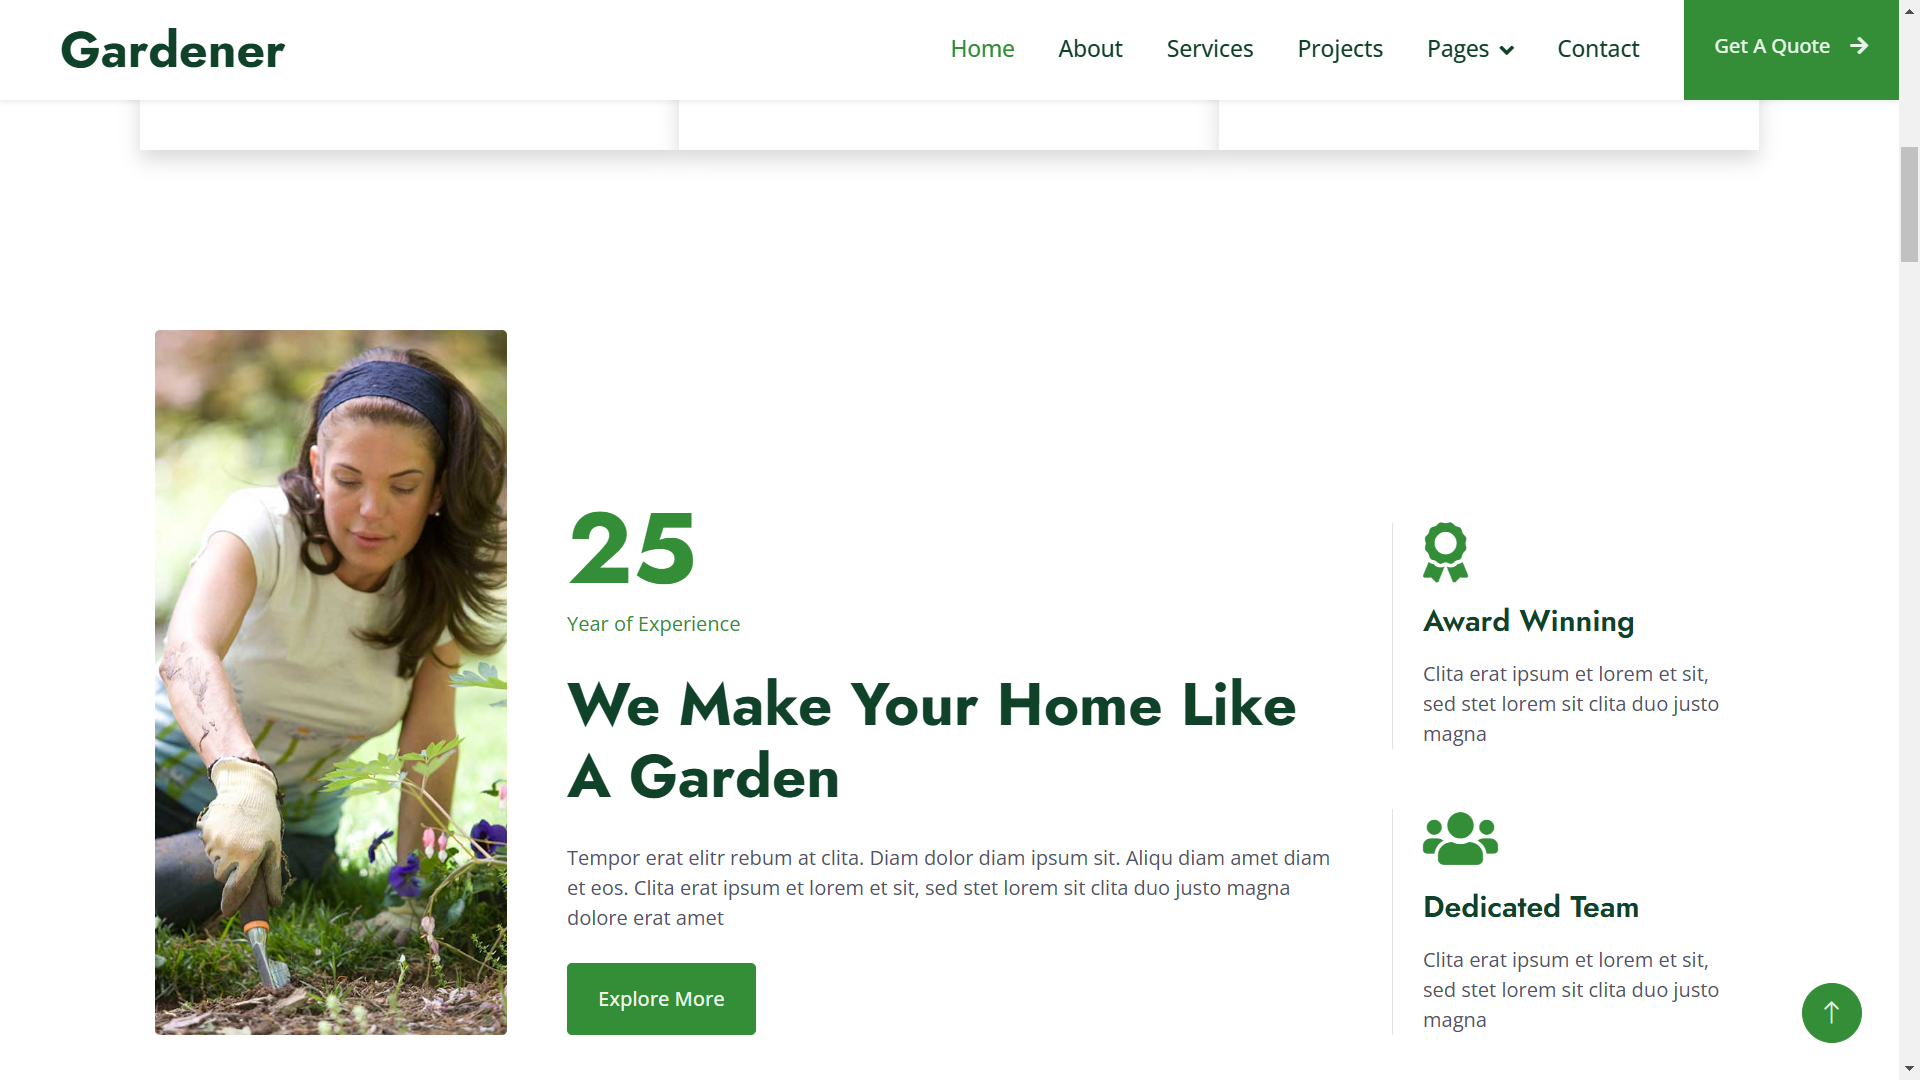 Gardener
Home
About
Services
Projects
Pages
Contact
Get A Quote
25
Year of Experience
We Make Your Home Like
A Garden
Tempor erat elitr rebum at clita. Diam dolor diam ipsum sit. Aliqu diam amet diam
et eos. Clita erat ipsum et lorem et sit, sed stet lorem sit clita duo justo magna
dolore erat amet
Explore More
Award Winning
Clita erat ipsum et lorem et sit,
sed stet lorem sit clita duo justo
magna
Dedicated Team
Clita erat ipsum et lorem et sit,
sed stet lorem sit clita duo justo
magna